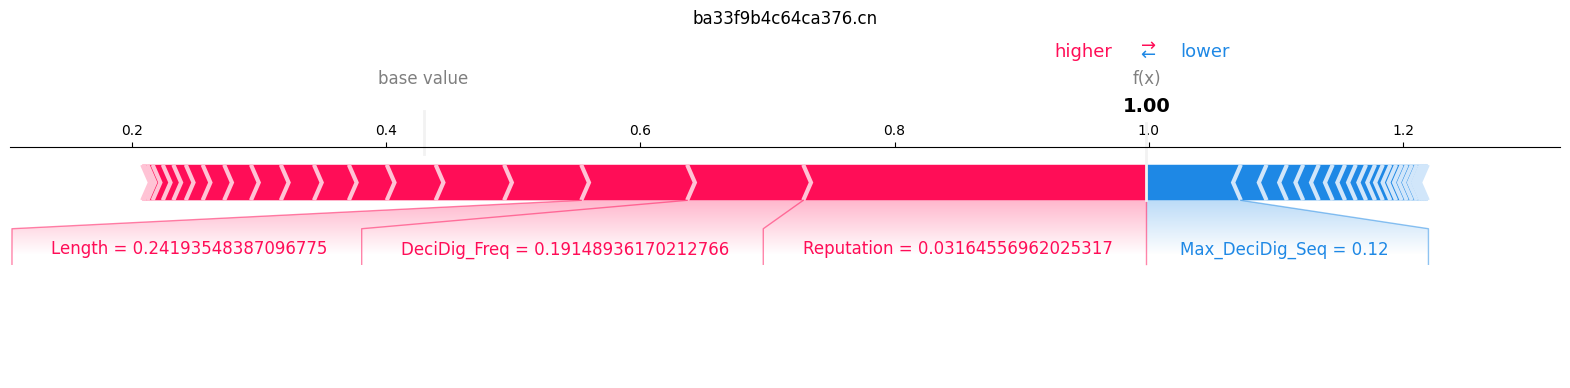 ba33f9b4c64ca376.cn
higher → ← lower
base value f(x)
1.00
0.2 0.4 0.6 0.8 1.0 1.2
Length = 0.24193548387096775 DeciDig_Freq = 0.19148936170212766 Reputation = 0.03164556962025317 Max_DeciDig_Seq = 0.12